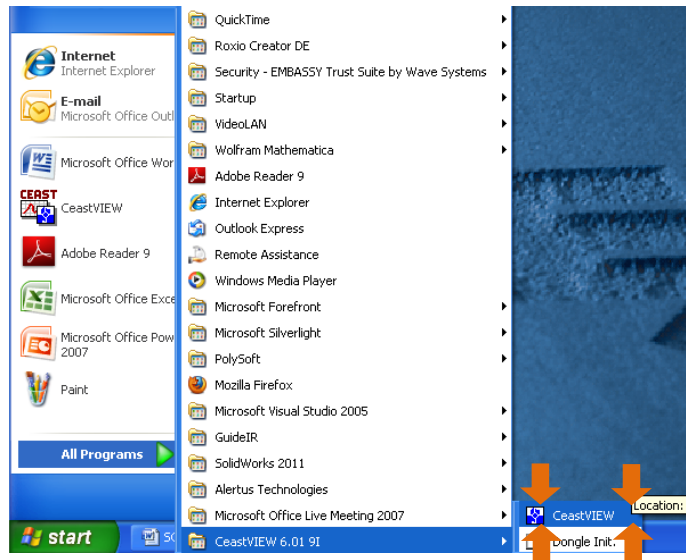 Internet
Internet Explorer
E-mail
Microsoft Office Outl
Microsoft Office Wor
CEAST
CeastVIEW
Adobe Reader 9
Microsoft Office Exce
Microsoft Office Pow
2007
Paint
All Programs
start
QuickTime
Roxio Creator DE
Security - EMBASSY Trust Suite by Wave Systems
Startup
VideoLAN
Wolfram Mathematica
Adobe Reader 9
Internet Explorer
Outlook Express
Remote Assistance
Windows Media Player
Microsoft Forefront
Microsoft Silverlight
PolySoft
Mozilla Firefox
Microsoft Visual Studio 2005
GuideIR
SolidWorks 2011
Alertus Technologies
Microsoft Office Live Meeting 2007
CeastVIEW 6.01 9I
CeastVIEW
Dongle Init.
Location: